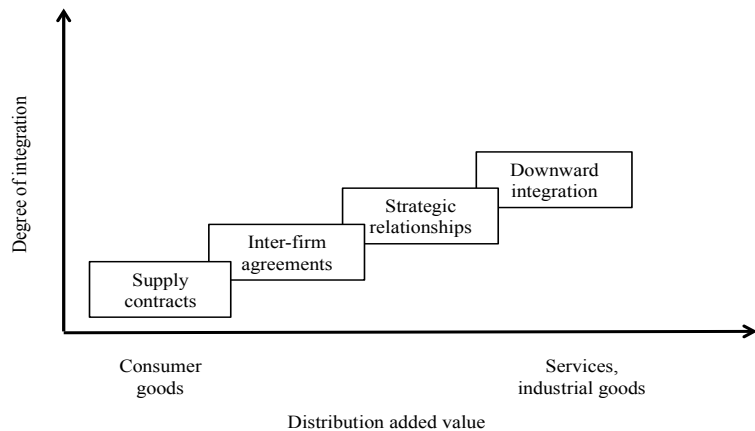 Degree of integration
Downward
integration
Strategic
relationships
Inter-firm
agreements
Supply
contracts
Consumer
goods
Services,
industrial goods
Distribution added value